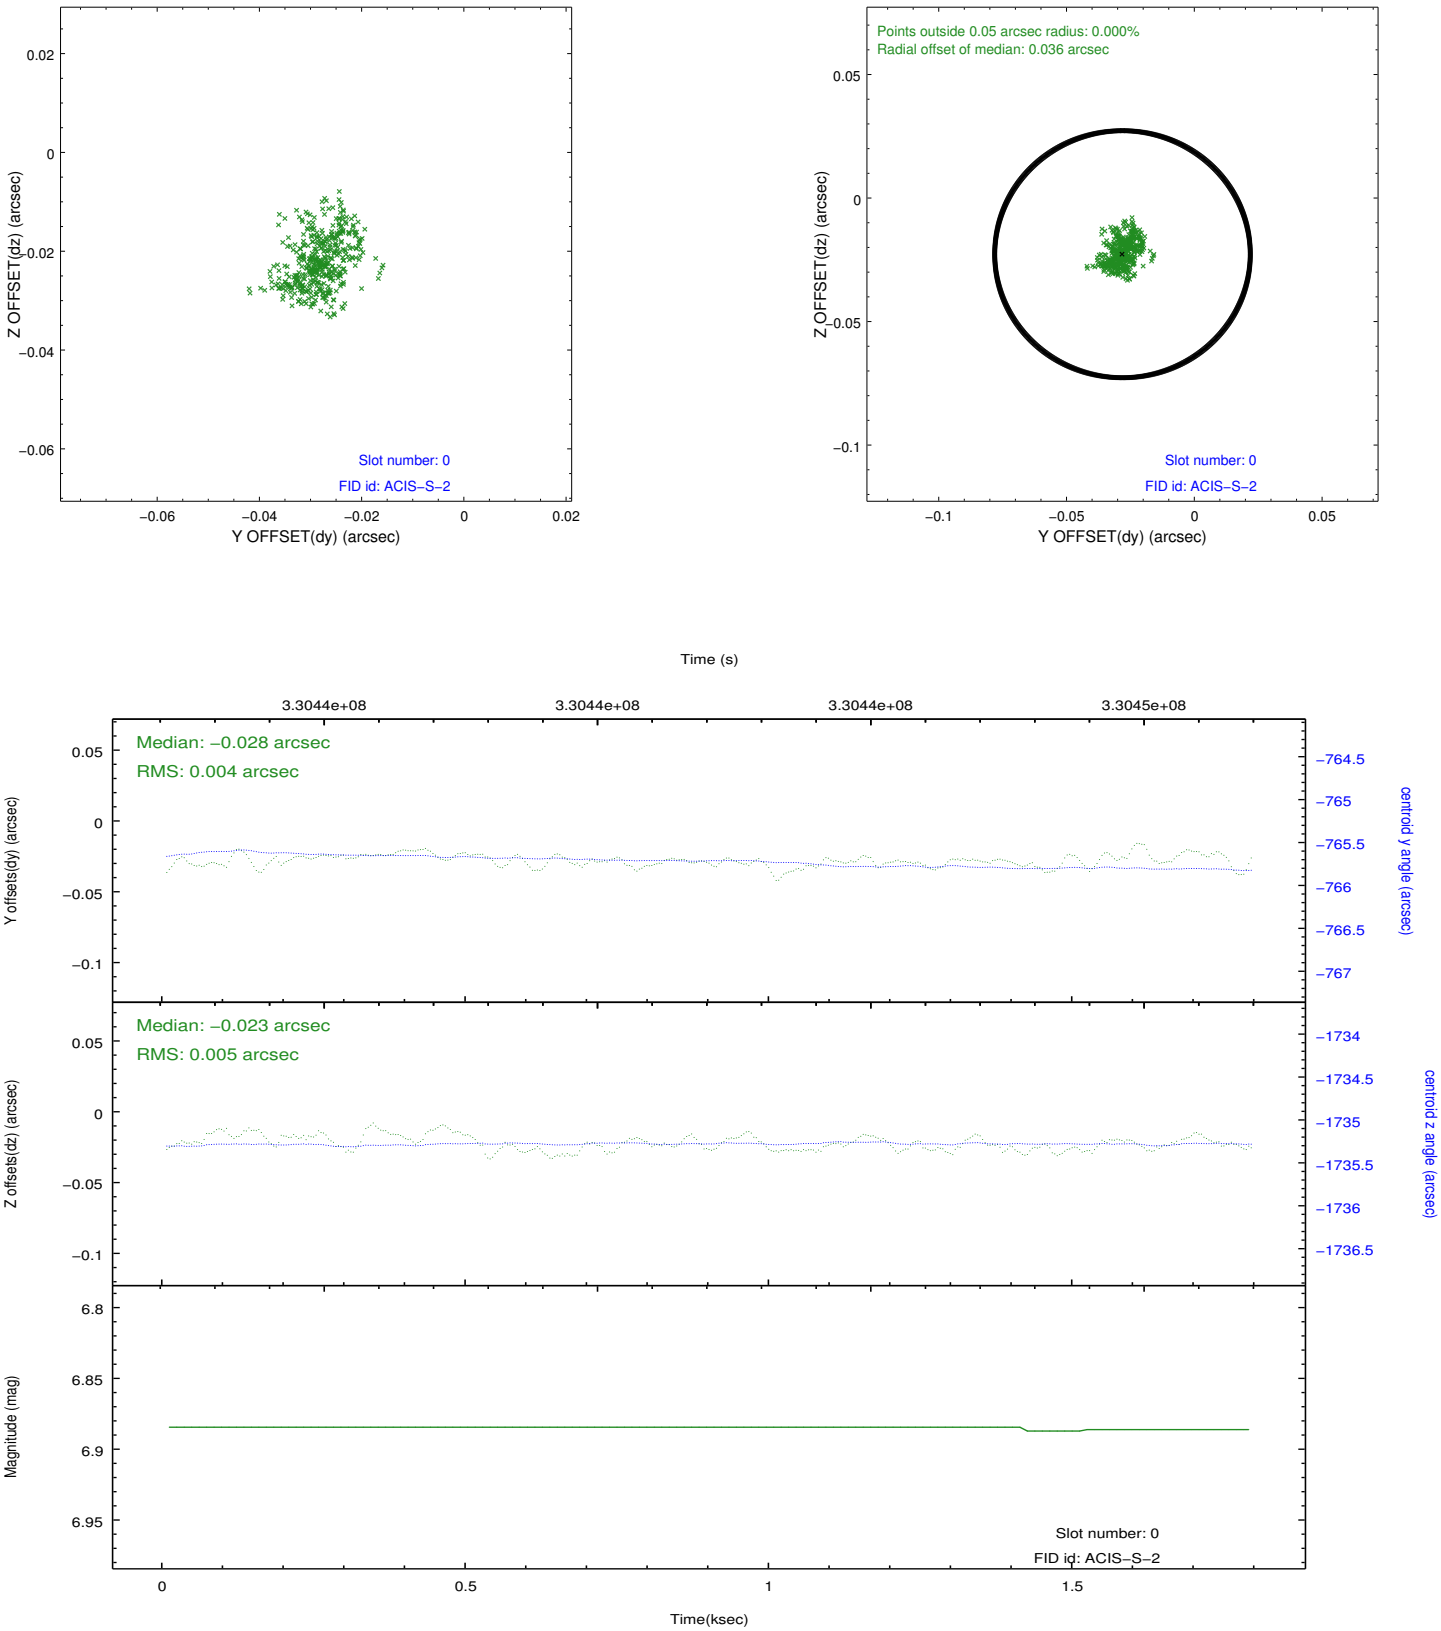 0.02
0
−0.02
−0.04
−0.06
Z OFFSET(dz) (arcsec)
Slot number: 0
FID id: ACIS−S−2
−0.06
−0.04
−0.02
0
0.02
Y OFFSET(dy) (arcsec)
Points outside 0.05 arcsec radius: 0.000%
Radial offset of median: 0.036 arcsec
0.05
0
−0.05
−0.1
Z OFFSET(dz) (arcsec)
Slot number: 0
FID id: ACIS−S−2
−0.1
−0.05
0
0.05
Y OFFSET(dy) (arcsec)
Time (s)
3.3044e+08
3.3044e+08
3.3044e+08
3.3045e+08
Median: −0.028 arcsec
RMS: 0.004 arcsec
0.05
0
−0.05
−0.1
Y offsets(dy) (arcsec)
−764.5
−765
−765.5
−766
−766.5
−767
centroid y angle (arcsec)
Median: −0.023 arcsec
RMS: 0.005 arcsec
0.05
0
−0.05
−0.1
Z offsets(dz) (arcsec)
−1734
−1734.5
−1735
−1735.5
−1736
−1736.5
centroid z angle (arcsec)
6.8
6.85
6.9
6.95
Magnitude (mag)
Slot number: 0
FID id: ACIS−S−2
0
0.5
1
1.5
Time(ksec)